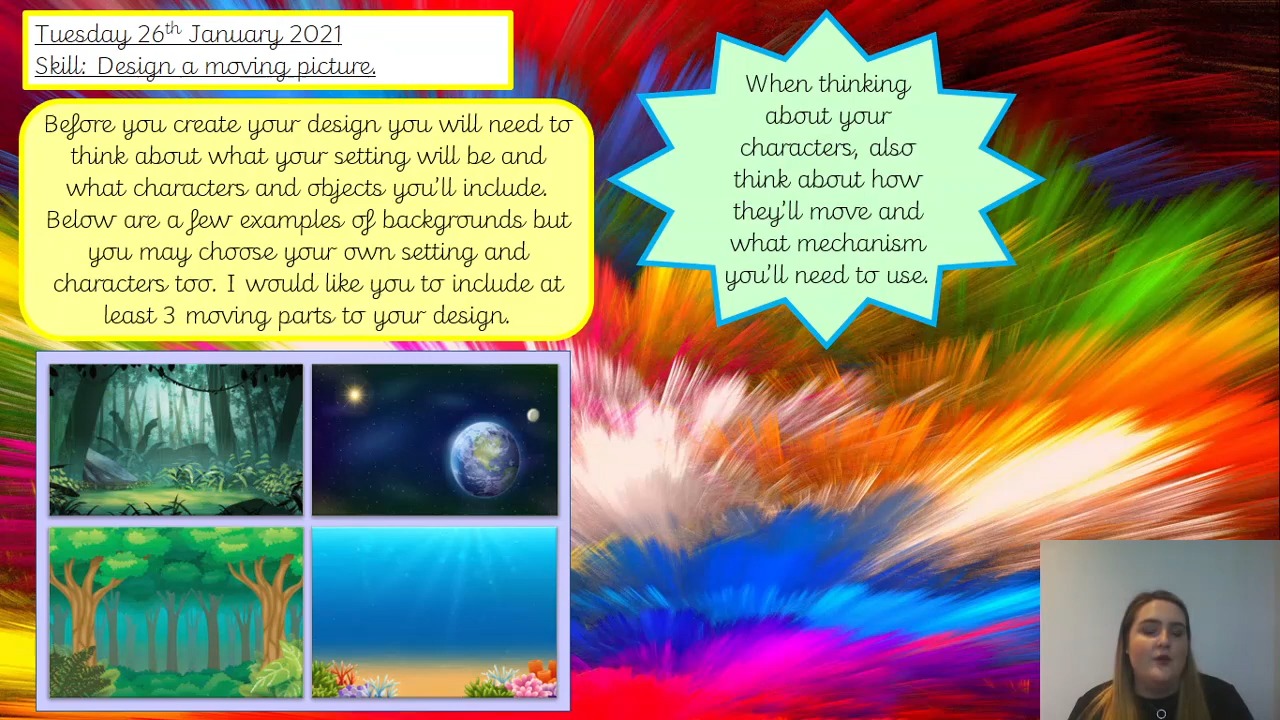 Tuesday 26th January 2021
Skill: Design a moving picture.
Before you create your design you will need to
think about what your setting will be and
what characters and objects you'll include.
Below are a few examples of backgrounds but
you may choose your own setting and
characters too. I would like you to include at
least 3 moving parts to your design.
When thinking
about your
characters, also
think about how
they'll move and
what mechanism
you'll need to use.